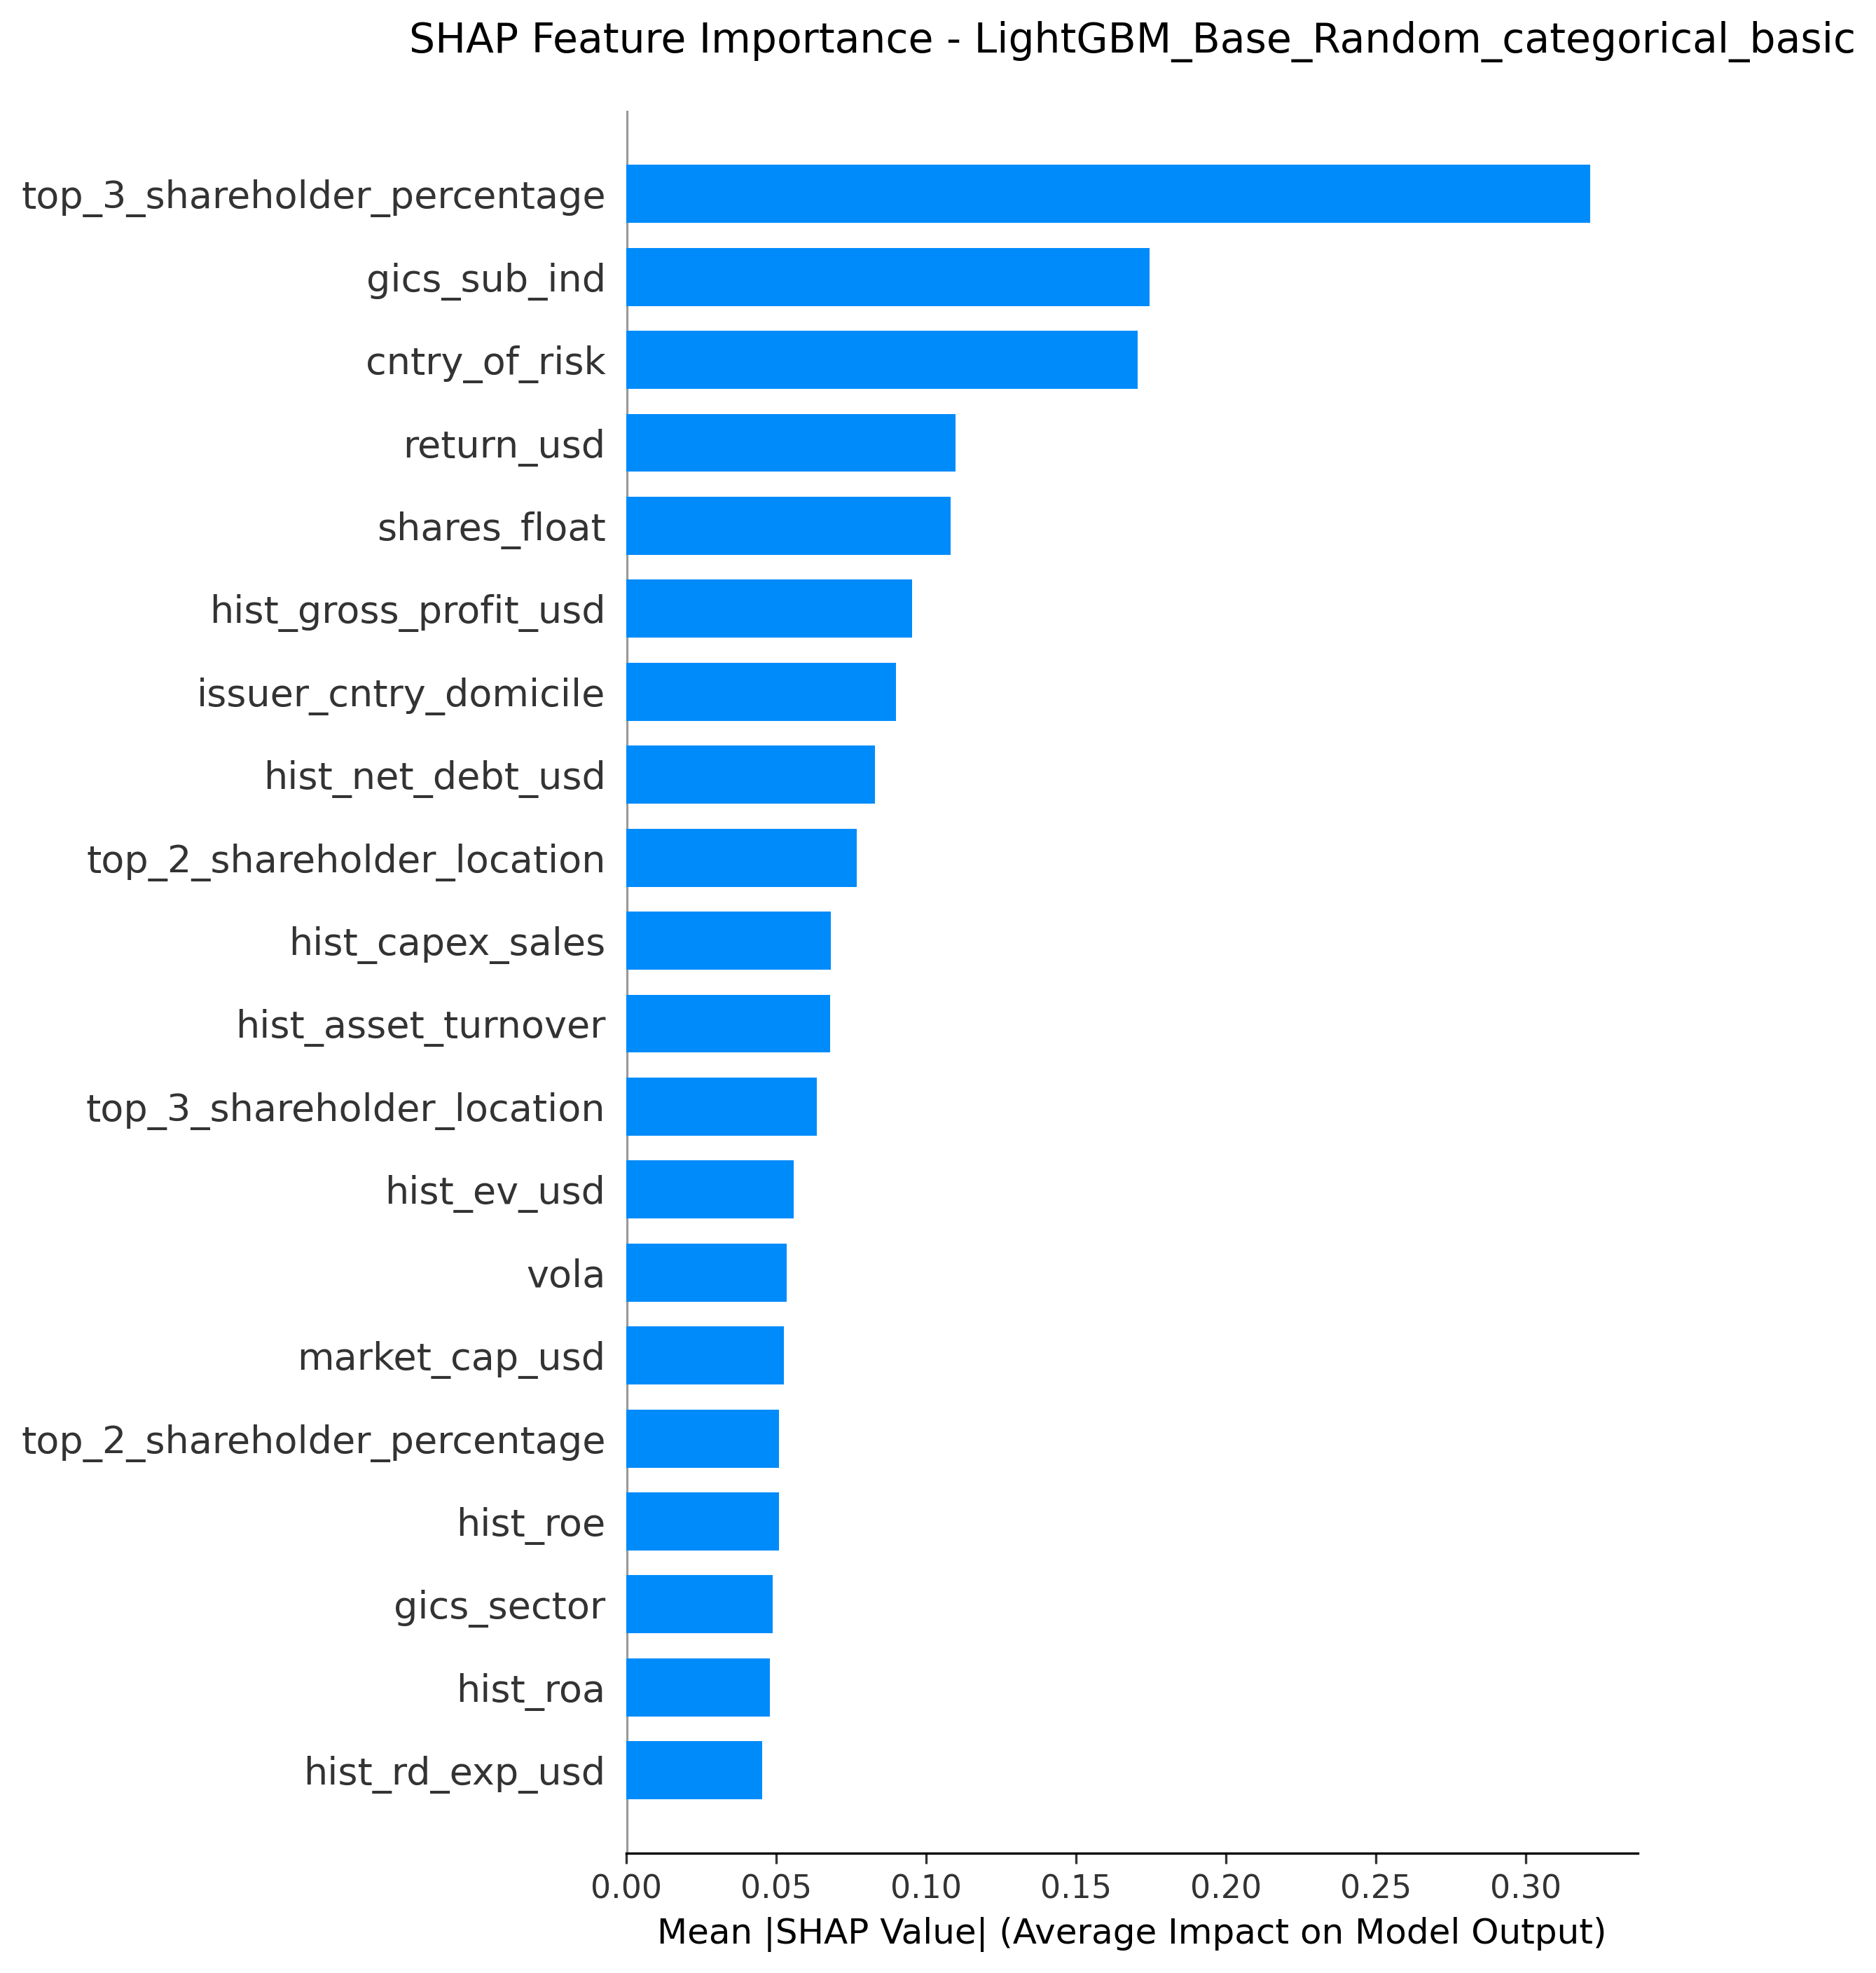 SHAP Feature Importance - LightGBM_Base_Random_categorical_basic
top_3_shareholder_percentage
gics_sub_ind
cntry_of_risk
return_usd
shares_float
hist_gross_profit_usd
issuer_cntry_domicile
hist_net_debt_usd
top_2_shareholder_location
hist_capex_sales
hist_asset_turnover
top_3_shareholder_location
hist_ev_usd
vola
market_cap_usd
top_2_shareholder_percentage
hist_roe
gics_sector
hist_roa
hist_rd_exp_usd
0.00 0.05 0.10 0.15 0.20 0.25 0.30
Mean |SHAP Value| (Average Impact on Model Output)